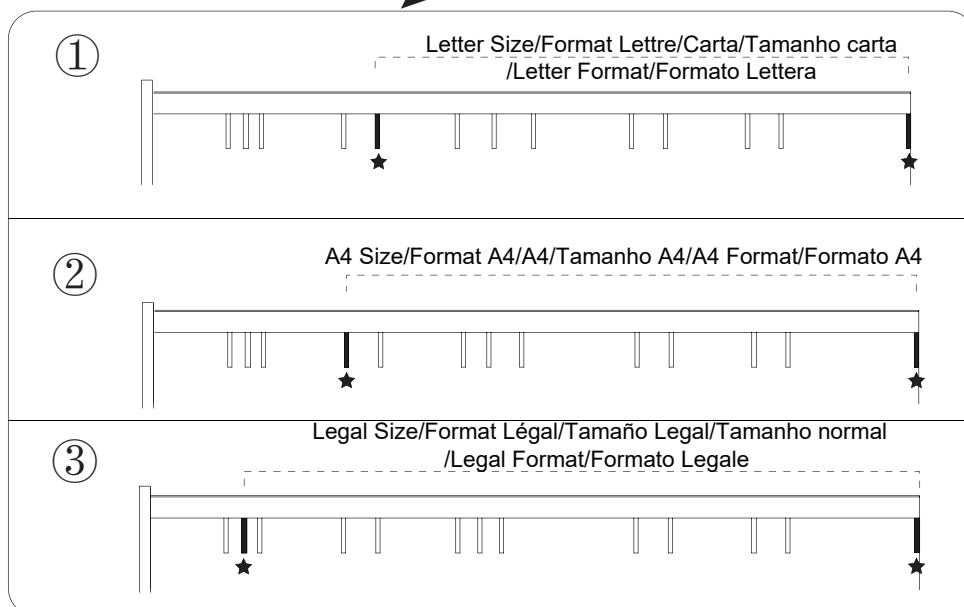 ①
Letter Size/Format Lettre/Carta/Tamanho carta
/Letter Format/Formato Lettera
②
A4 Size/Format A4/A4/Tamanho A4/A4 Format/Formato A4
③
Legal Size/Format Légal/Tamaño Legal/Tamanho normal
/Legal Format/Formato Legale